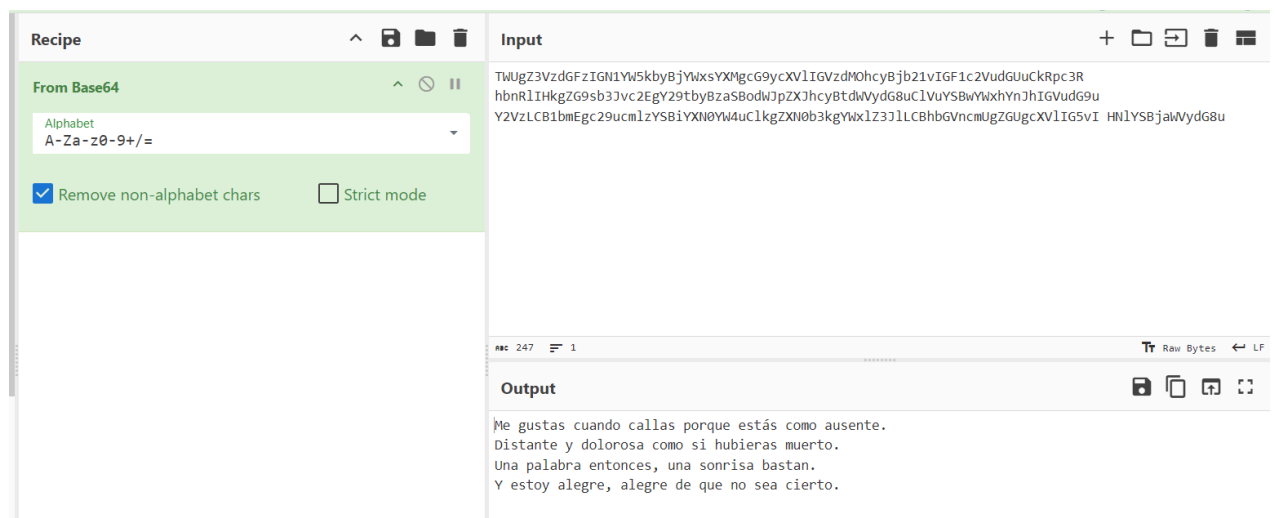 Recipe
Input
From Base64
Alphabet
A-Za-z0-9+/=
Remove non-alphabet chars
Strict mode
TWUgZ3VzdGFzIGN1YW5kbyBjYWxsYXMgcG9ycXVlIGVzdMOhcyBjb21vIGF1c2VudGUuCkRpc3R
hbnRlIHkgZG9sb3Jvc2EgY29tbyBzaSBodWJpZXJhcyBtdWVydG8uClVuYSBwYWxhYnJhIGVudG9u
Y2VzLCB1bmEgc29ucmlzYSBiYXN0YW4uClkgZXN0b3kgYWxlZ3JlLCBhbGVncmUgZGUgcXVlIG5vI HNlYSBjaWVydG8u
ABC 247 1
Tт Raw Bytes LF
Output
Me gustas cuando callas porque estás como ausente.
Distante y dolorosa como si hubieras muerto.
Una palabra entonces, una sonrisa bastan.
Y estoy alegre, alegre de que no sea cierto.